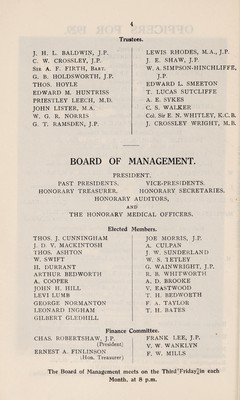 4
Trustees.
J. H. L. BALDWIN, J.P.
C. W. CROSSLEY, J.P.
SIR A. F. FIRTH, BART.
G. B. HOLDSWORTH, J.P.
THOS. HOYLE
EDWARD M. HUNTRISS
PRIESTLEY LEECH, M.D.
JOHN LISTER, M.A.
W. G. R. NORRIS
G. T. RAMSDEN, J.P.
LEWIS RHODES, M.A., J.P.
J. E. SHAW, J.P.
W. A. SIMPSON-HINCHLIFFE,
J.P.
EDWARD L. SMEETON
T. LUCAS SUTCLIFFE
A. E. SYKES
C. S. WALKER
Col. Sir E. N. WHITLEY, K.C.B.
J. CROSSLEY WRIGHT, M.B.
BOARD OF MANAGEMENT.
PRESIDENT.
PAST PRESIDENTS. VICE-PRESIDENTS.
HONORARY TREASURER. HONORARY SECRETARIES.
HONORARY AUDITORS,
AND
THE HONORARY MEDICAL OFFICERS.
Elected Members.
THOS. J. CUNNINGHAM
J. D. V. MACKINTOSH
THOS. ASHTON
W. SWIFT
H. DURRANT
ARTHUR BEDWORTH
A. COOPER
JOHN H. HILL
LEVI LUMB
GEORGE NORMANTON
LEONARD INGHAM
GILBERT GLEDHILL
JOE MORRIS, J.P.
A. CULPAN
J. W. SUNDERLAND
W. S. TETLEY
G. WAINWRIGHT, J.P.
R. B. WHITWORTH
A. D. BROOKE
V. EASTWOOD
T. H. BEDWORTH
F. A. TAYLOR
T. H. BATES
Finance Committee.
CHAS. ROBERTSHAW, J.P.
(President)
ERNEST A. FINLINSON
(Hon. Treasurer)
FRANK LEE, J.P.
V. W. WANKLYN
F. W. MILLS
The Board of Management meets on the Third Friday in each
Month, at 8 p.m.